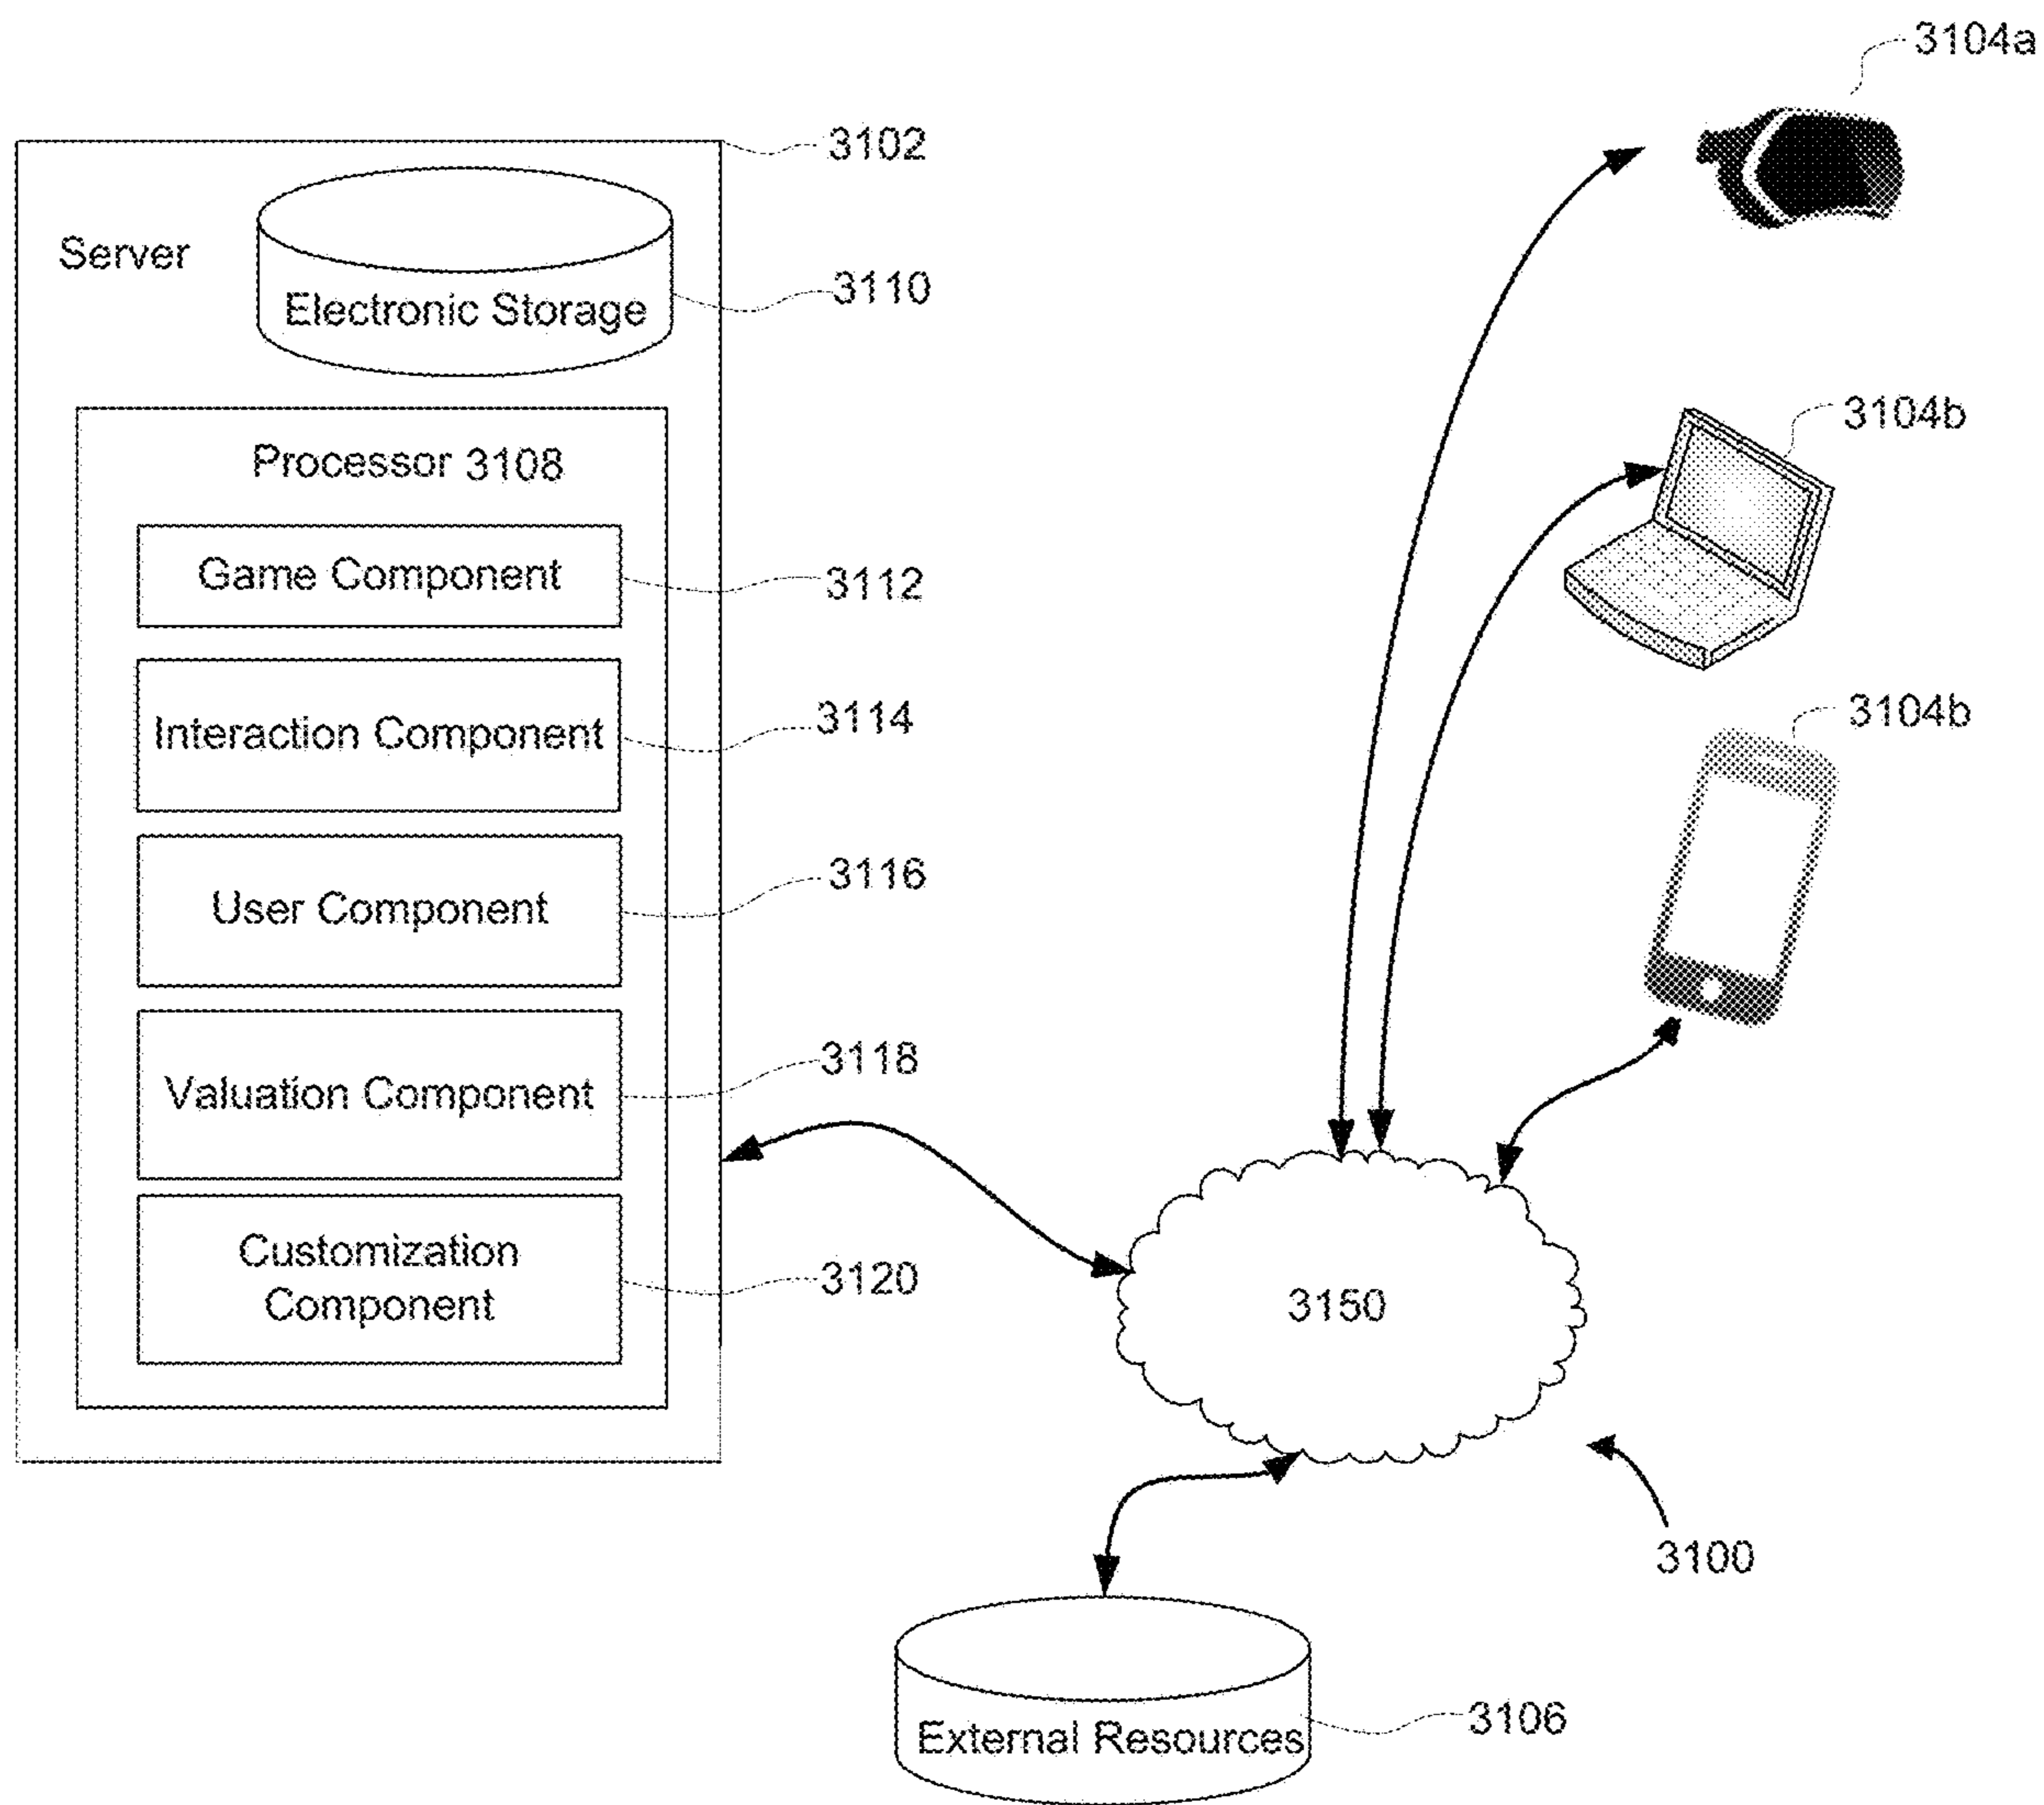 3104a
3102
Server
Electronic Storage
3110
3104b
Processor 3108
Game Component
3112
Interaction Component
3114
3104b
User Component
3116
Valuation Component
3118
Customization
Component
3120
3150
3100
External Resources
3106